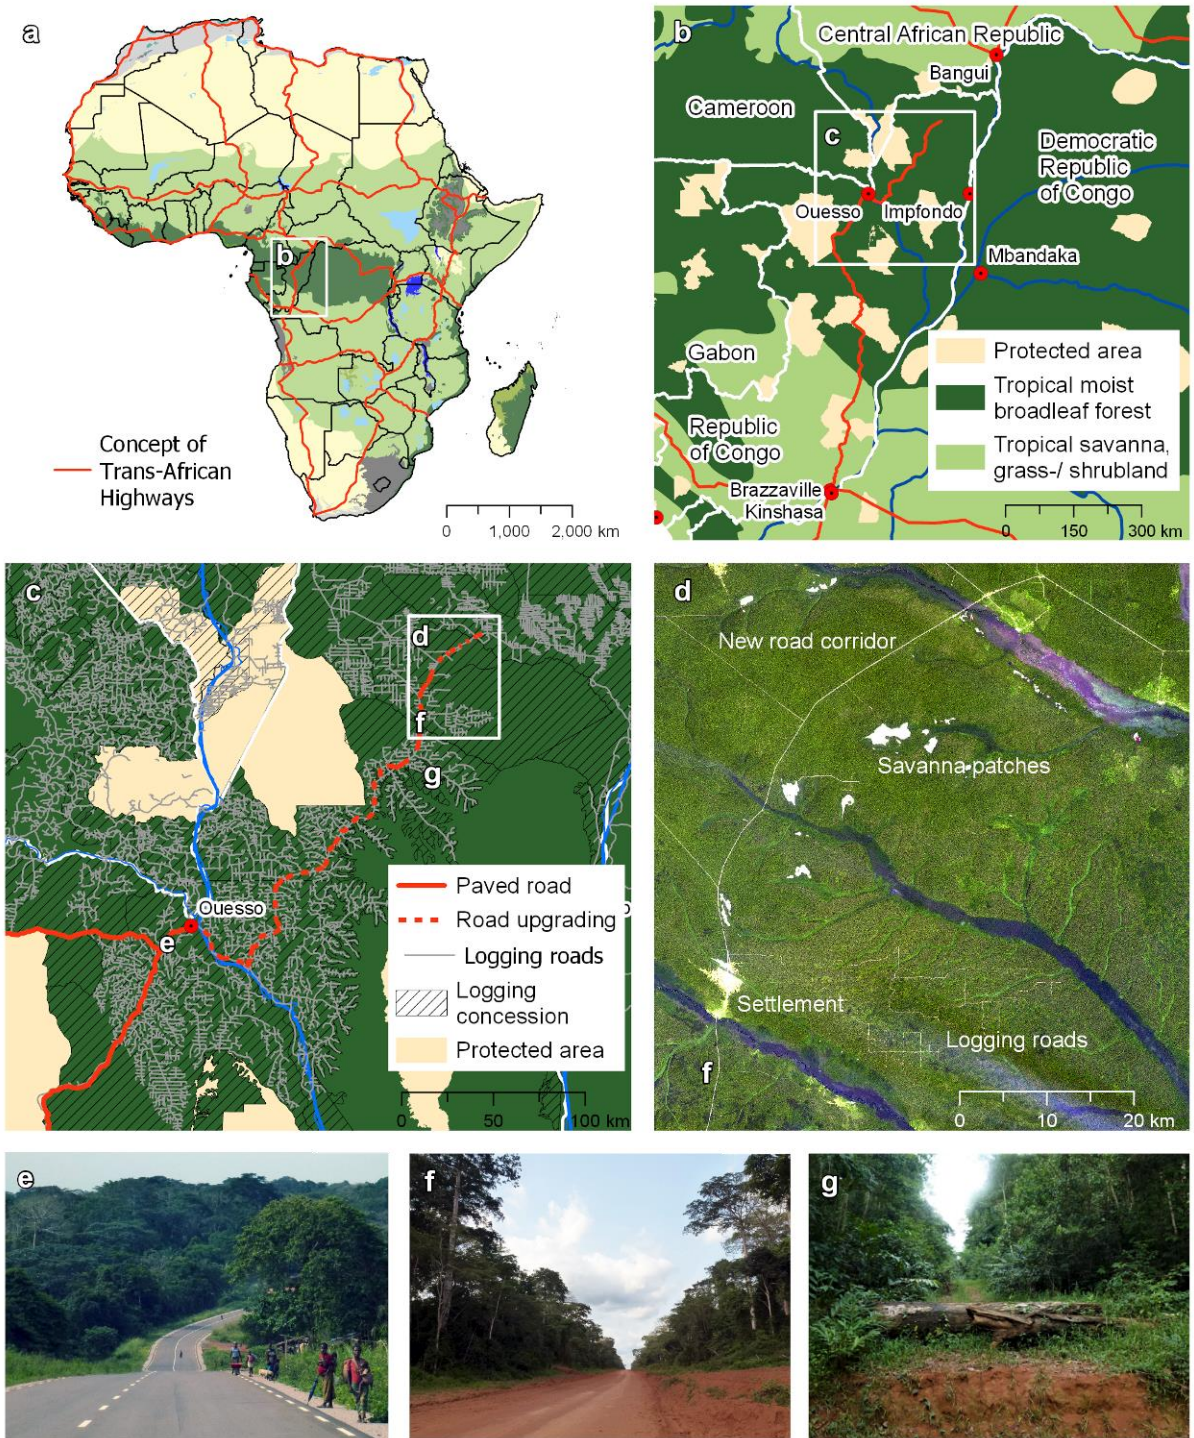 a
b
Concept of
Trans-African
Highways
0
1,000
2,000 km
b
Central African Republic
Bangui
Cameroon
c
Democratic
Republic
of Congo
Ouesso
Impfondo
Mbandaka
Gabon
Republic
of Congo
Brazzaville
Kinshasa
Protected area
Tropical moist
broadleaf forest
Tropical savanna,
grass-/ shrubland
0
150
300 km
c
d
f
g
Ouesso
e
o
Paved road
Road upgrading
Logging roads
Logging
concession
Protected area
0
50
100 km
d
New road corridor
Savanna patches
Settlement
Logging roads
f
0
10
20 km
e
f
g